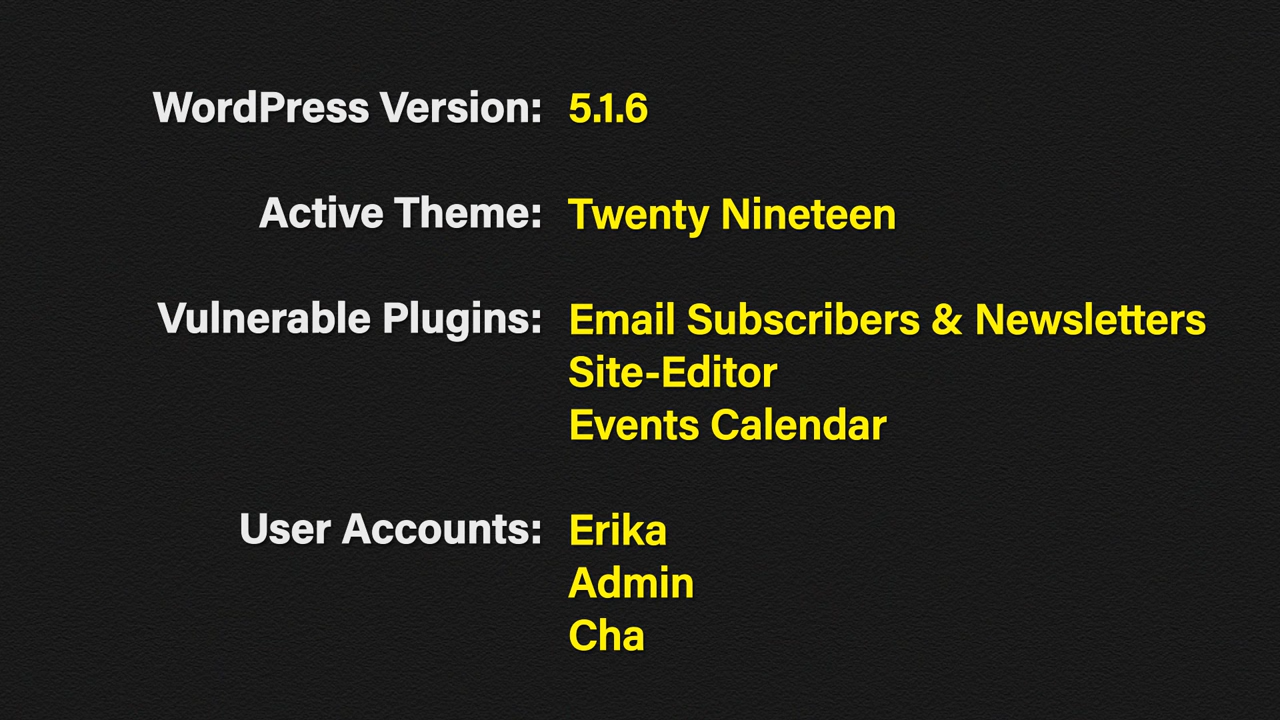 WordPress Version: 5.1.6
Active Theme: Twenty Nineteen
Vulnerable Plugins: Email Subscribers & Newsletters
Site-Editor
Events Calendar
User Accounts: Erika
Admin
Cha